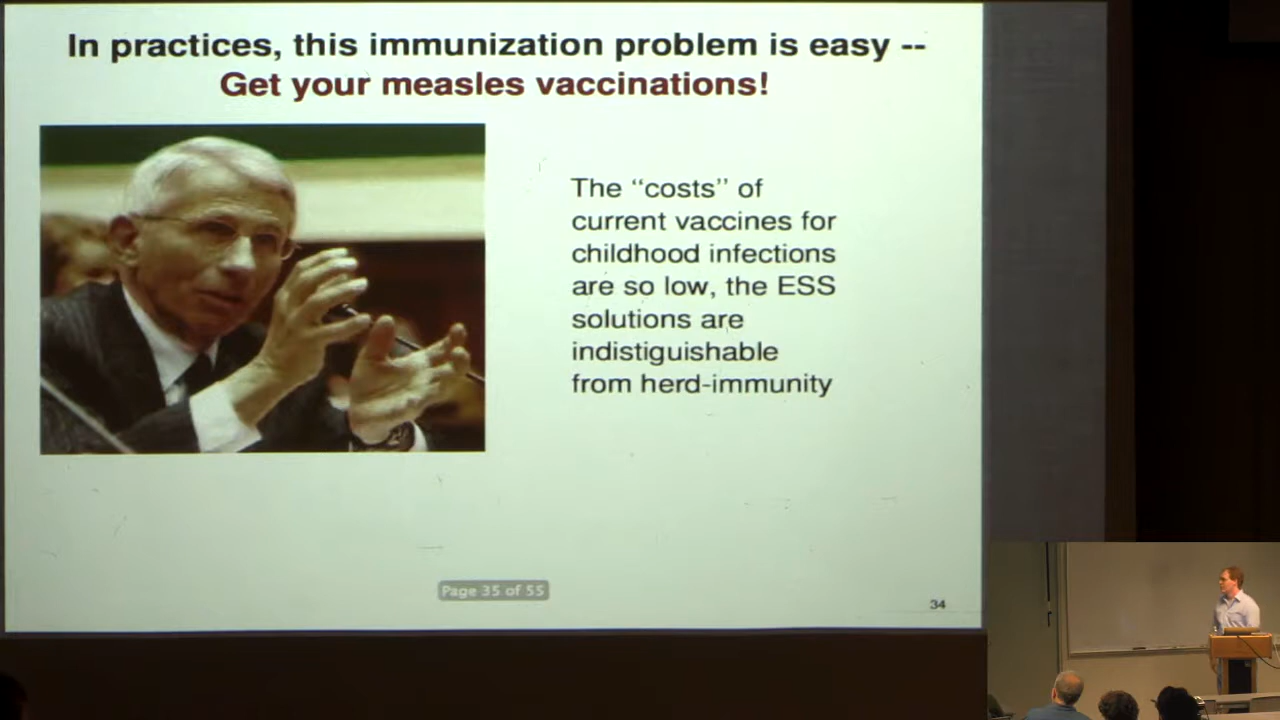 In practices, this immunization problem is easy --
Get your measles vaccinations!
The “costs” of
current vaccines for
childhood infections
are so low, the ESS
solutions are
indistiguishable
from herd-immunity
Page 35 of 55
34